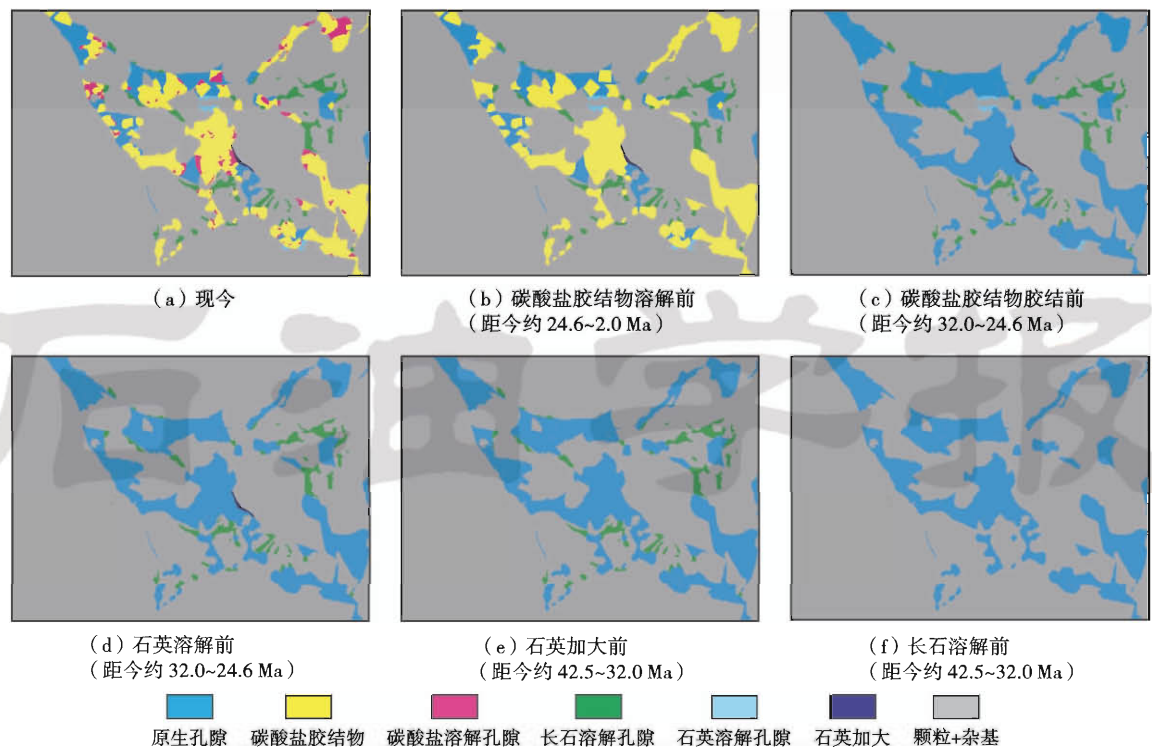 (a)现今
(b)碳酸盐胶结物溶解前
(距今约 24.6~2.0 Ma)
(c)碳酸盐胶结物胶结前
(距今约 32.0~24.6 Ma)
石油学报
(d)石英溶解前
(距今约 32.0~24.6 Ma)
(e)石英加大前
(距今约 42.5~32.0 Ma)
(f)长石溶解前
(距今约 42.5~32.0 Ma)
原生孔隙 碳酸盐胶结物 碳酸盐溶解孔隙 长石溶解孔隙 石英溶解孔隙 石英加大 颗粒+杂基